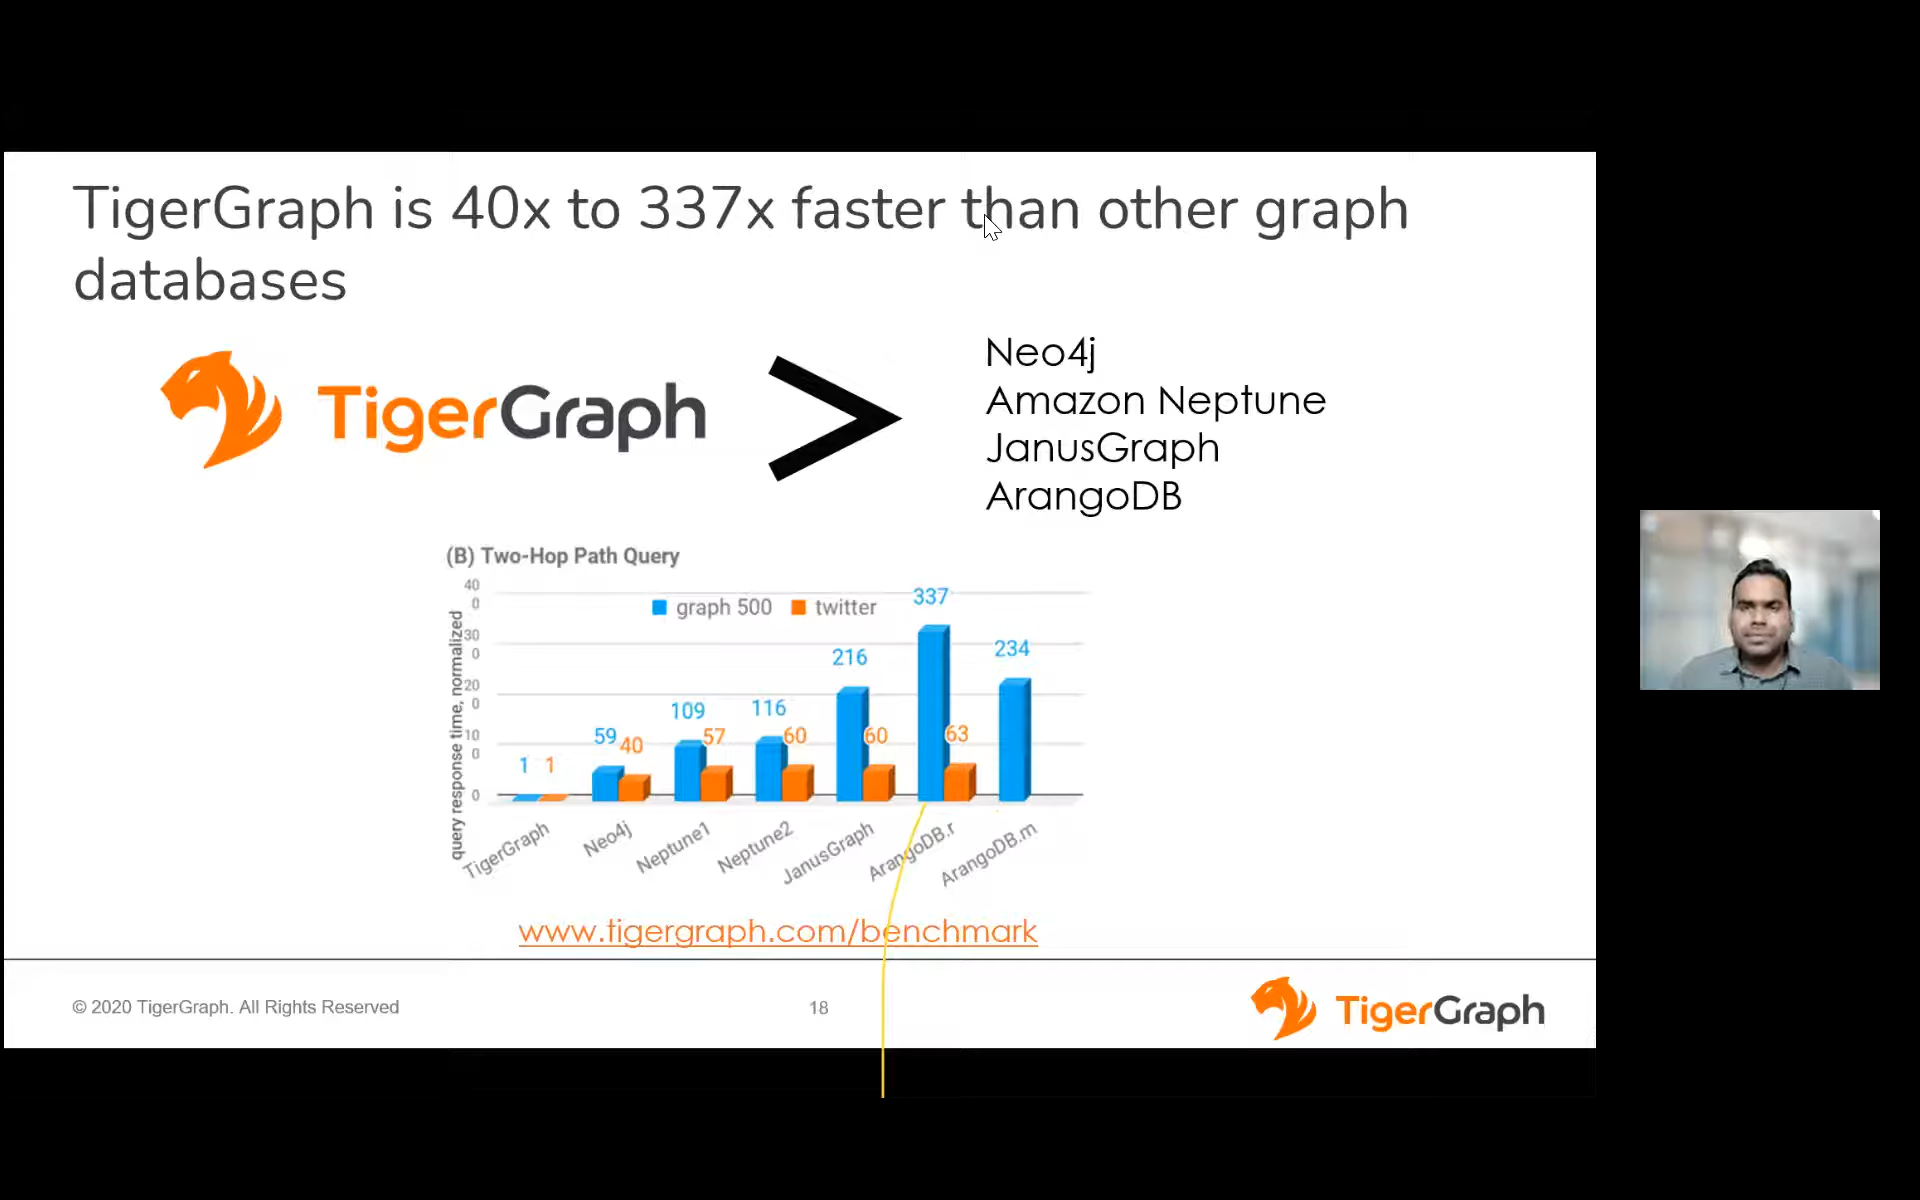 TigerGraph is 40x to 337x faster than other graph
databases
TigerGraph
>
Neo4j
Amazon Neptune
JanusGraph
ArangoDB
(B) Two-Hop Path Query
graph 500 twitter
query response time, normalized
400
300
200
100
0
1 1
59 40
109 57
116 60
216 60
337 63
234
TigerGraph
Neo4j
Neptune1
Neptune2
JanusGraph
ArangoDB.r
ArangoDB.m
www.tigergraph.com/benchmark
© 2020 TigerGraph. All Rights Reserved
18
TigerGraph